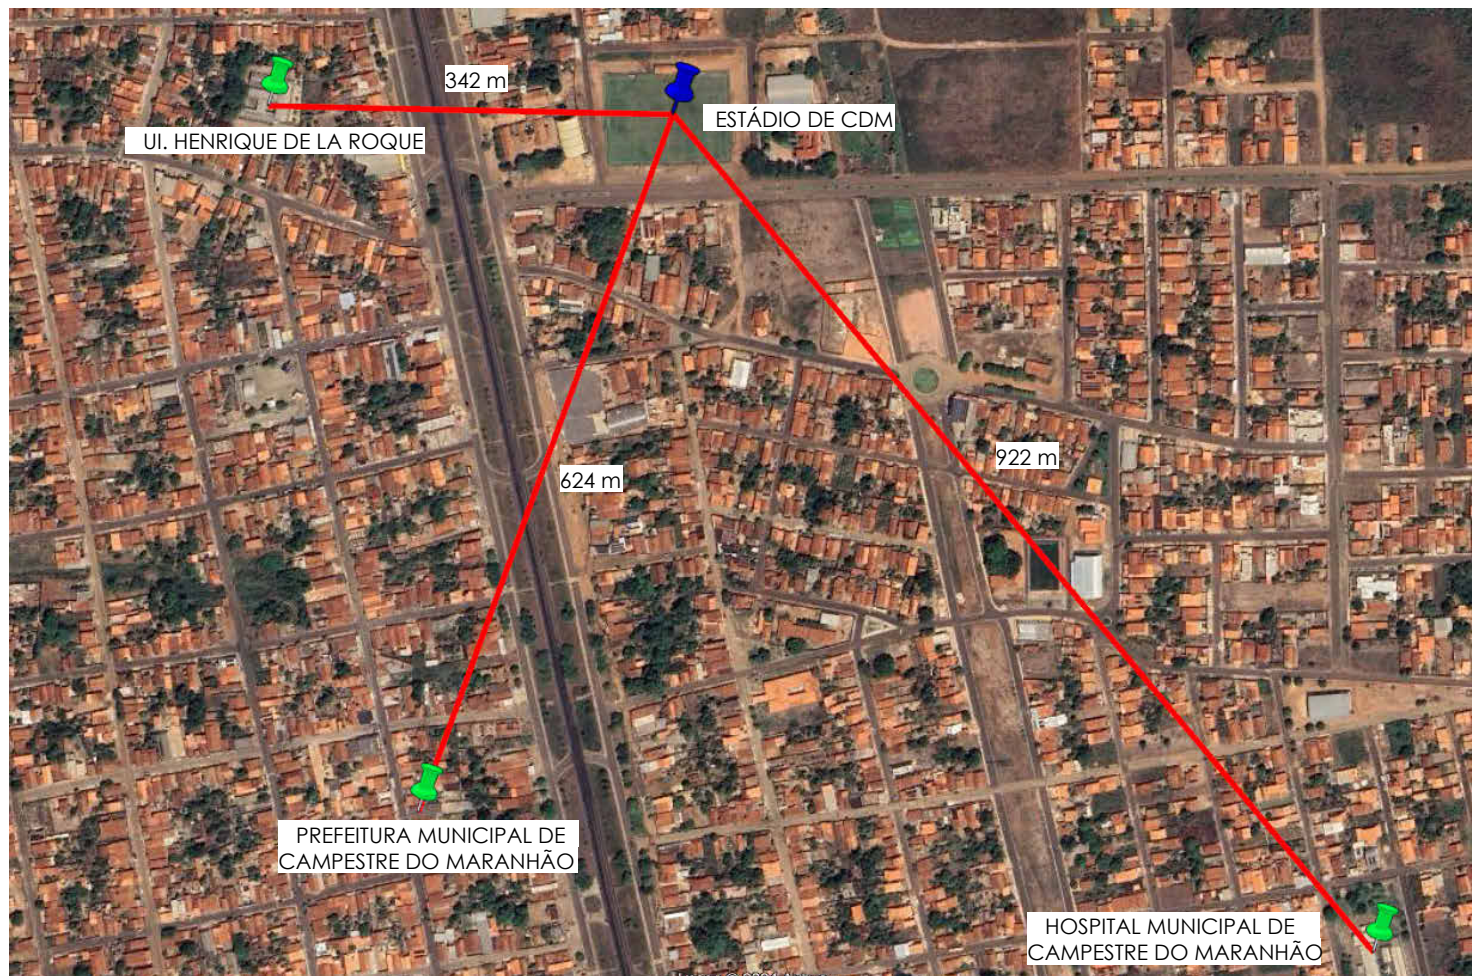 342 m
ESTÁDIO DE CDM
UI. HENRIQUE DE LA ROQUE
922 m
624 m
PREFEITURA MUNICIPAL DE
CAMPESTRE DO MARANHÃO
HOSPITAL MUNICIPAL DE
CAMPESTRE DO MARANHÃO